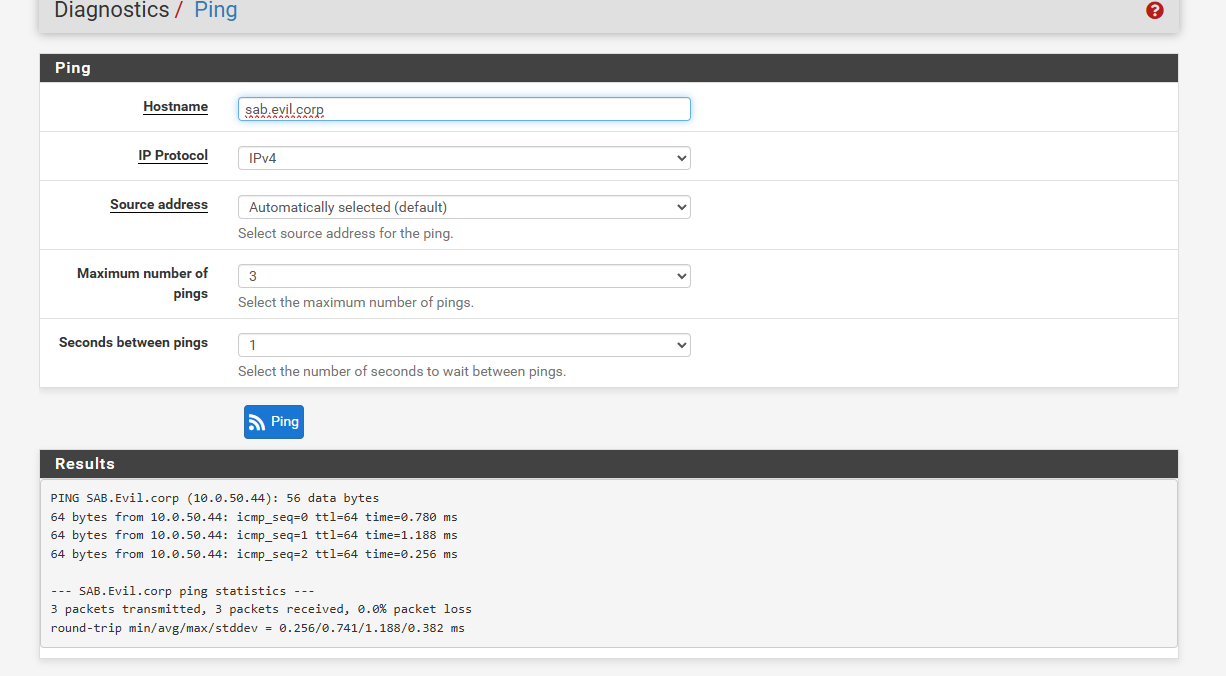 Diagnostics / Ping
Ping
Hostname
sab.evil.corp
IP Protocol
IPv4
Source address
Automatically selected (default)
Select source address for the ping.
Maximum number of
pings
3
Select the maximum number of pings.
Seconds between pings
1
Select the number of seconds to wait between pings.
Ping
Results
PING SAB.Evil.corp (10.0.50.44): 56 data bytes
64 bytes from 10.0.50.44: icmp_seq=0 ttl=64 time=0.780 ms
64 bytes from 10.0.50.44: icmp_seq=1 ttl=64 time=1.188 ms
64 bytes from 10.0.50.44: icmp_seq=2 ttl=64 time=0.256 ms
--- SAB.Evil.corp ping statistics ---
3 packets transmitted, 3 packets received, 0.0% packet loss
round-trip min/avg/max/stddev = 0.256/0.741/1.188/0.382 ms